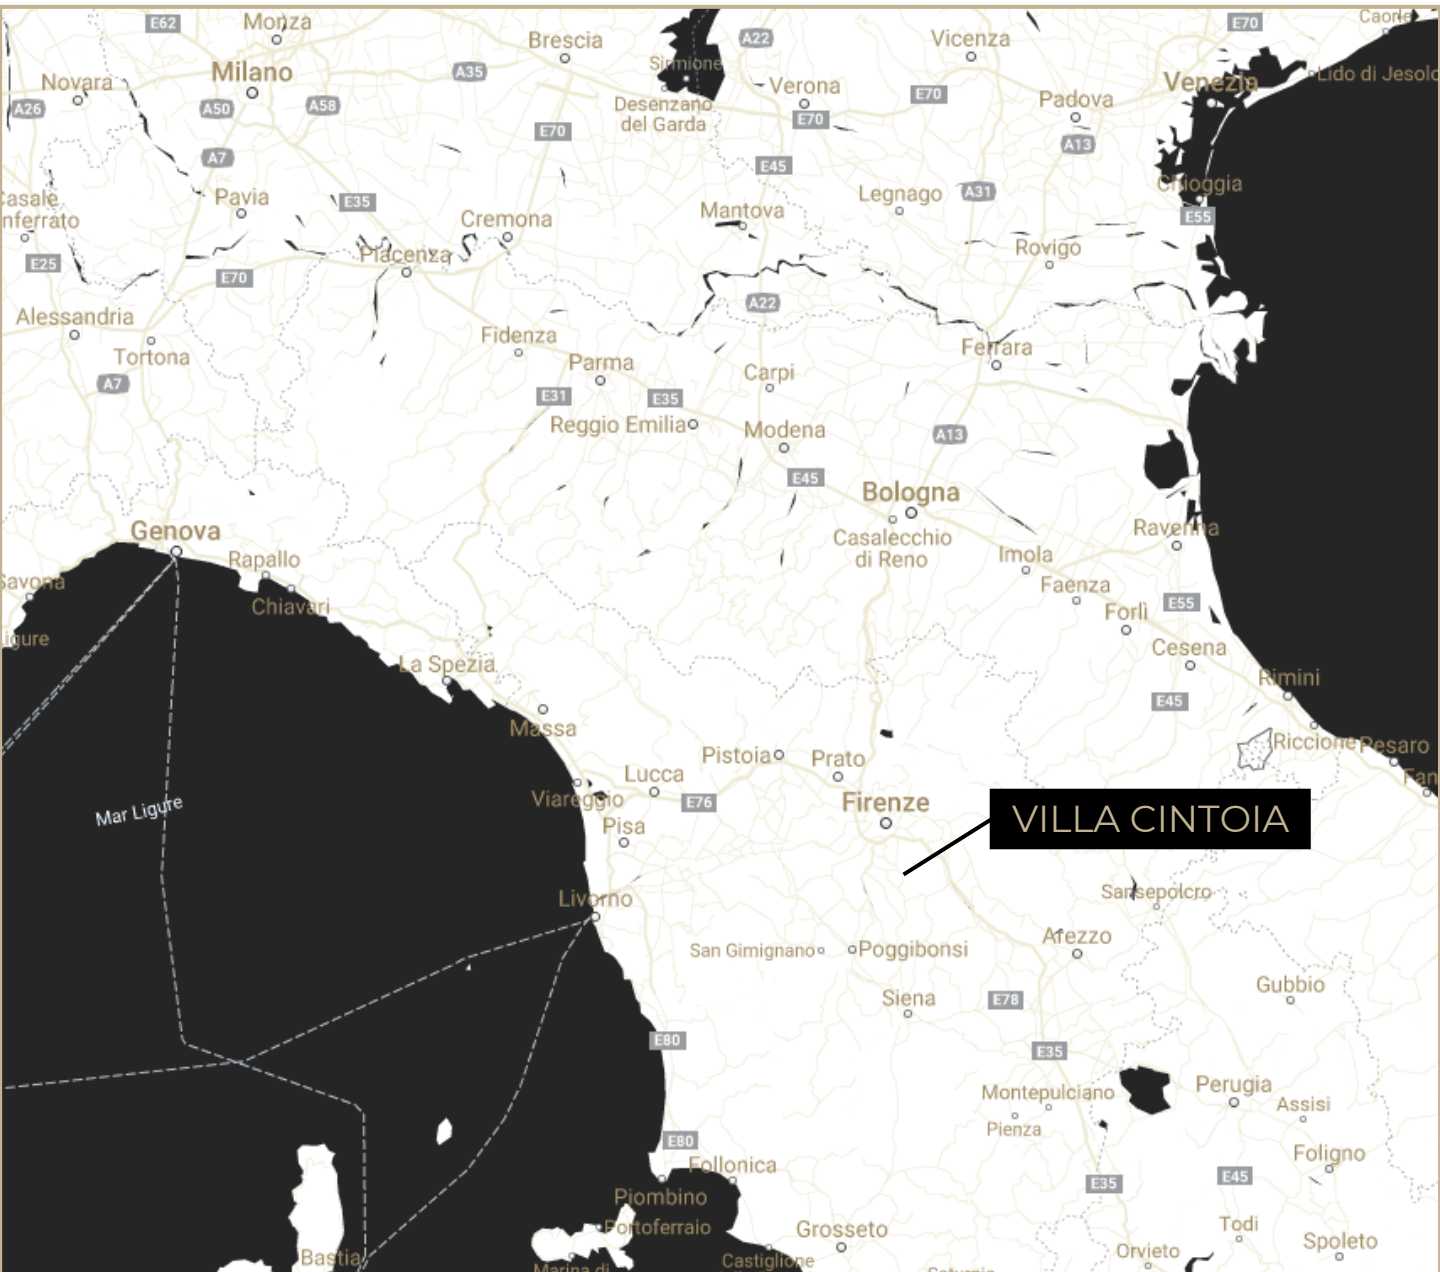 E62
Monza
Brescia
A22
Vicenza
E70
Caorle
Milano
A35
Sirmione
Venezia
Lido di Jesolo
Novara
A26
A50
A58
Desenzano
del Garda
Verona
E70
E70
Padova
E70
A13
A7
E45
Chioggia
Casale
nferrato
Pavia
E35
Cremona
Mantova
Legnago
A31
E55
E25
E70
Piacenza
Rovigo
Alessandria
A22
Tortona
Fidenza
Ferrara
A7
Parma
Carpi
E31
E35
Reggio Emilia
Modena
A13
E45
Bologna
Genova
Casalecchio
di Reno
Ravenna
Rapallo
Imola
Savona
Chiavari
Faenza
E55
Forlì
igure
Cesena
La Spezia
Rimini
E45
Massa
Riccione
Pesaro
Pistoia
Prato
Lucca
Fan
Viareggio
E76
Firenze
Mar Ligure
Pisa
VILLA CINTOIA
Livorno
Sansepolcro
San Gimignano
Poggibonsi
Arezzo
Siena
E78
Gubbio
E80
E35
Montepulciano
Perugia
Assisi
Pienza
E80
Follonica
Foligno
E35
E45
Piombino
Portoferraio
Grosseto
Todi
Spoleto
Bastia
Castiglione
Orvieto
Marina di
Saturnia